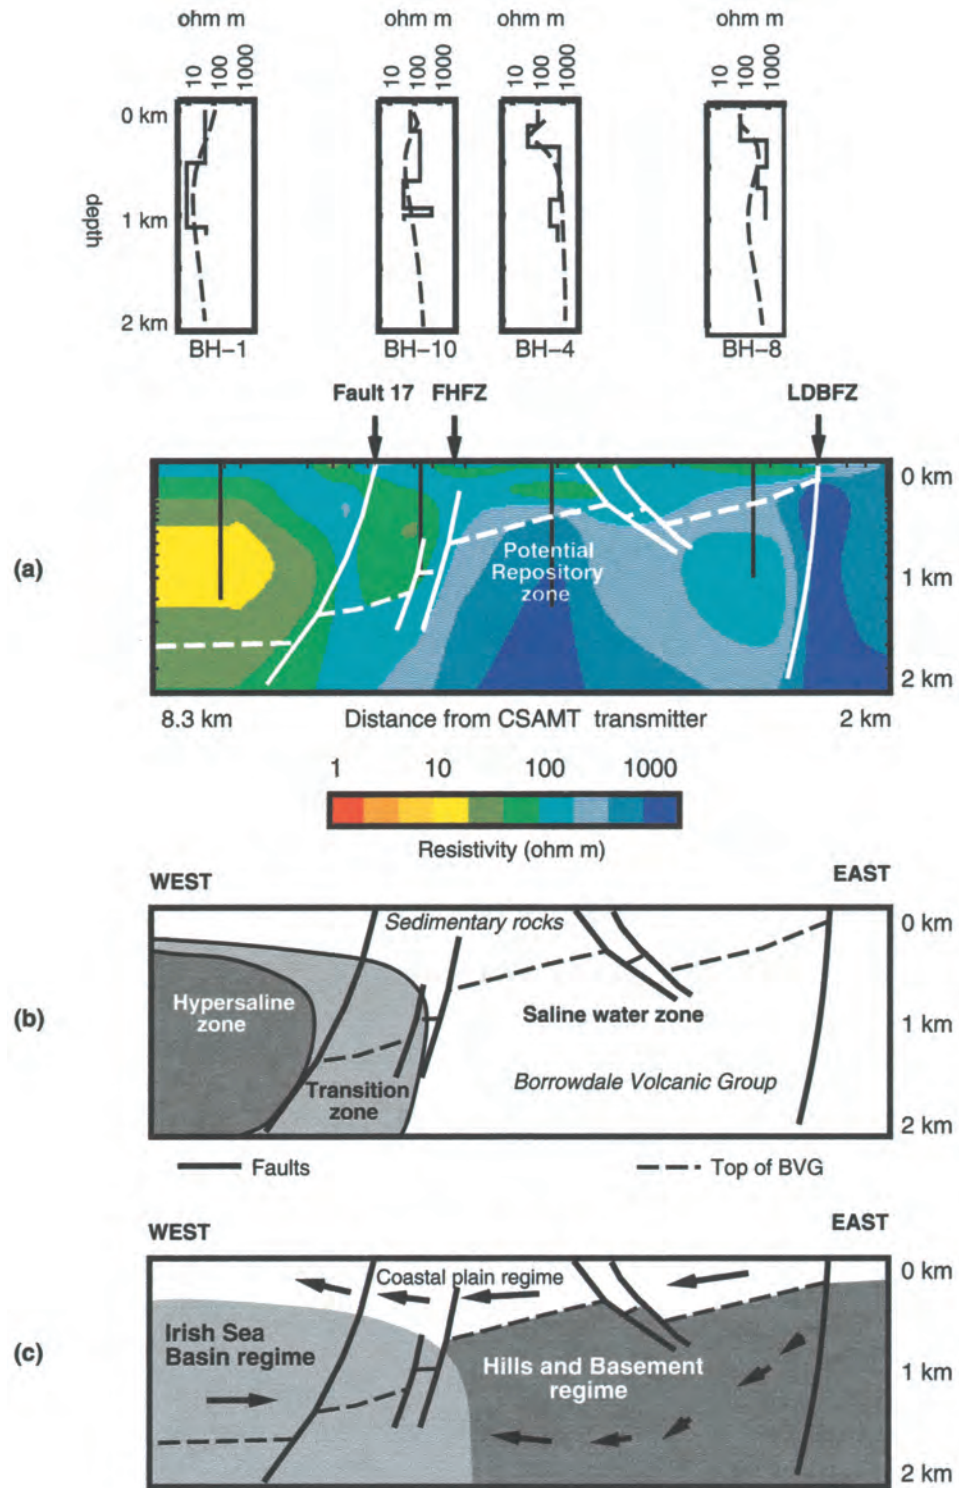 ohm m
ohm m
ohm m
10 100 1000
10 100 1000
10 100 1000
10 100 1000
0 km
depth
1 km
2 km
BH–1
BH–10
BH–4
BH–8
Fault 17
FHFZ
LDBFZ
(a)
0 km
Potential
Repository
zone
1 km
2 km
8.3 km
Distance from CSAMT transmitter
2 km
1 10 100 1000
Resistivity (ohm m)
WEST
EAST
(b)
Sedimentary rocks
0 km
Hypersaline
zone
Saline water zone
1 km
Transition
zone
Borrowdale Volcanic Group
2 km
Faults
Top of BVG
WEST
EAST
(c)
Coastal plain regime
0 km
Irish Sea
Basin regime
Hills and Basement
regime
1 km
2 km